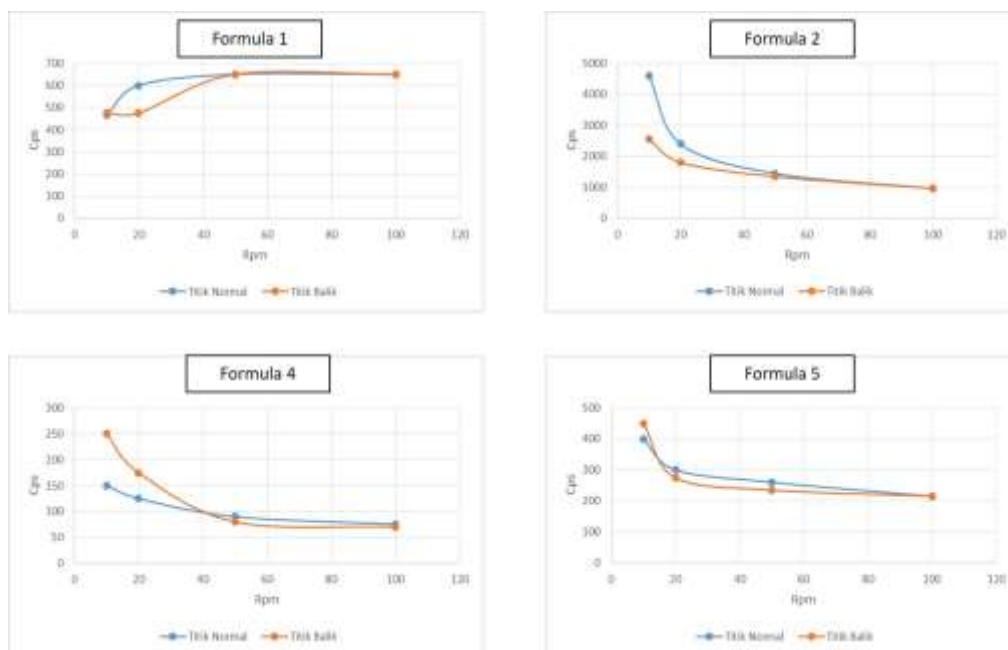 Formula 1
700
600
500
400
300
200
100
0
Cps
0 20 40 60 80 100 120
Rpm
Titik Normal Titik Balik
Formula 2
5000
4000
3000
2000
1000
0
Cps
0 20 40 60 80 100 120
Rpm
Titik Normal Titik Balik
Formula 4
300
250
200
150
100
50
0
Cps
0 20 40 60 80 100 120
Rpm
Titik Normal Titik Balik
Formula 5
500
400
300
200
100
0
Cps
0 20 40 60 80 100 120
Rpm
Titik Normal Titik Balik